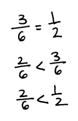 3/6 = 1/2
2/6 < 3/6
2/6 < 1/2